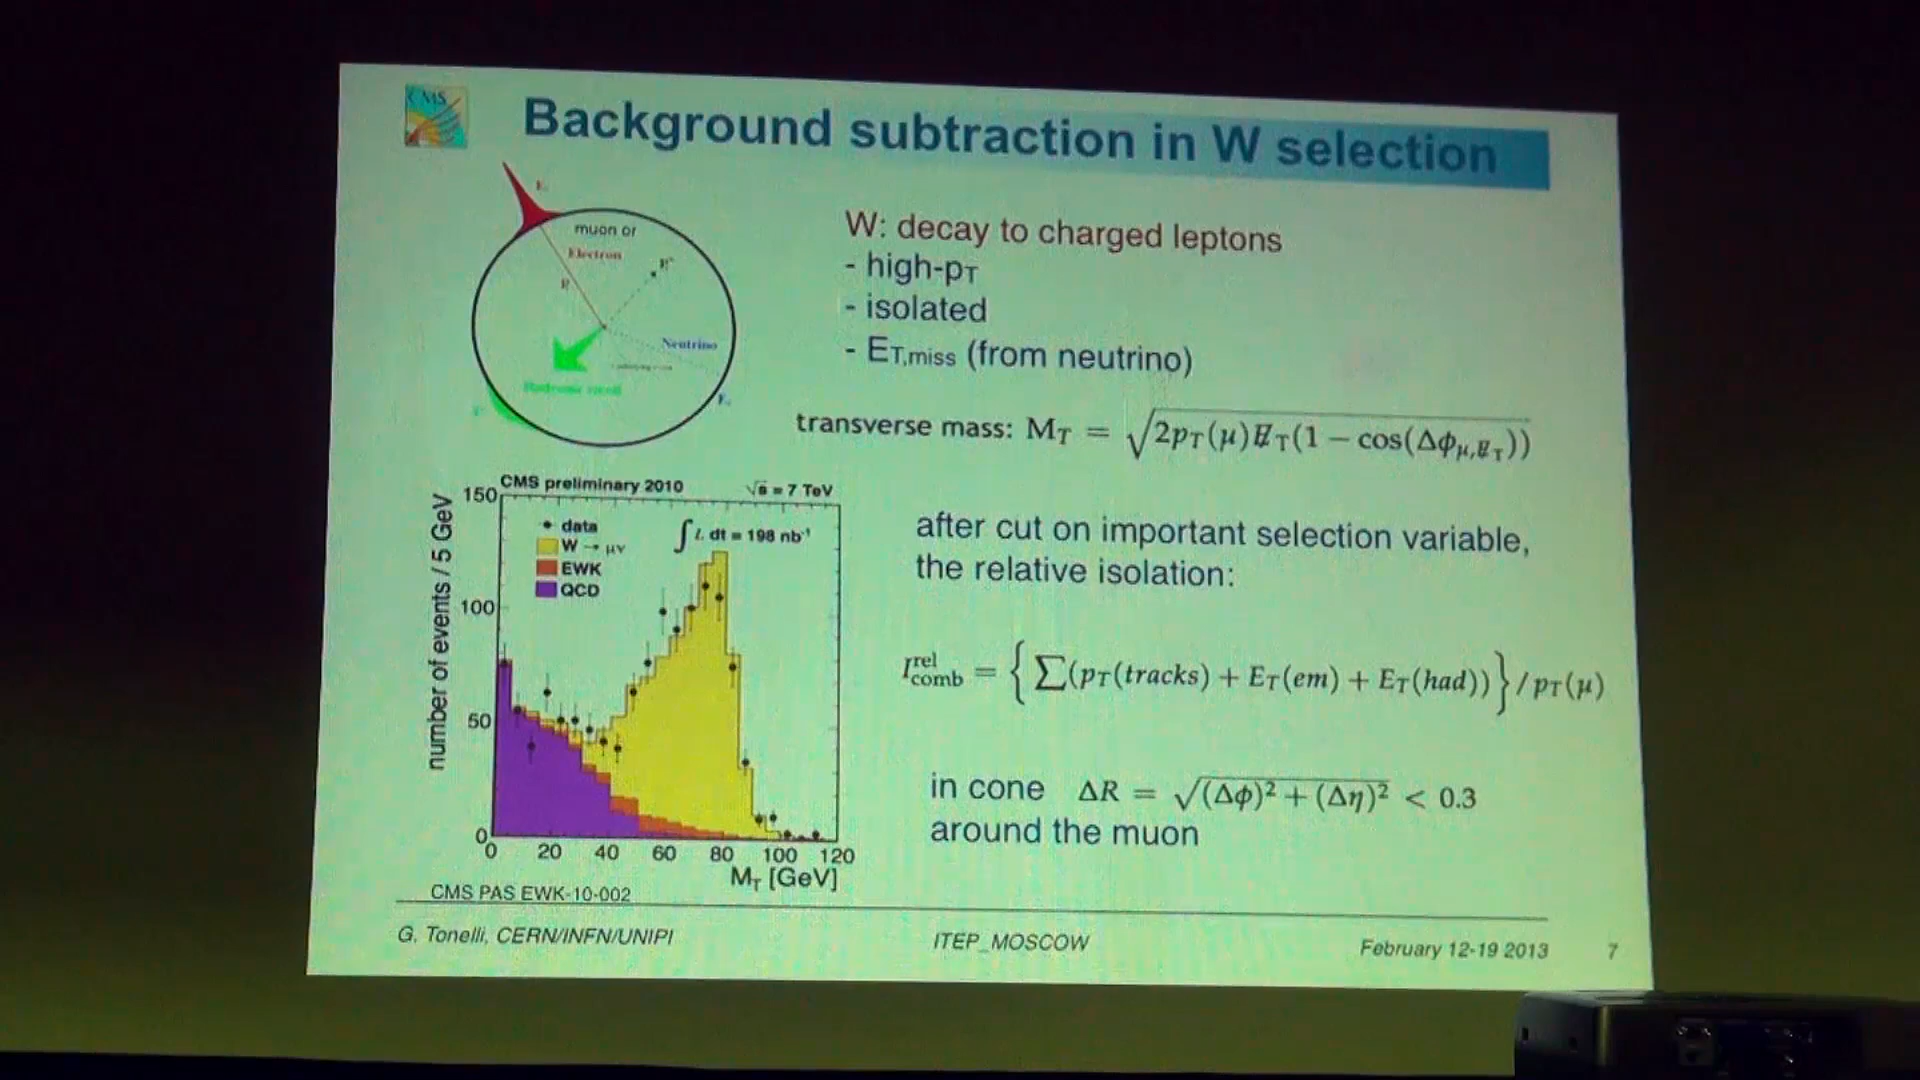 CMS
Background subtraction in W selection
muon or
Electron
Neutrino
Hadronic recoil
W: decay to charged leptons
- high-pT
- isolated
- ET,miss (from neutrino)
transverse mass: M_T = √2p_T(μ)E̸_T(1 − cos(Δϕ_μ,E̸_T))
CMS preliminary 2010 √s = 7 TeV
∫ L dt = 198 nb⁻¹
data
W → μν
EWK
QCD
number of events / 5 GeV
150
100
50
0
0 20 40 60 80 100 120
M_T [GeV]
CMS PAS EWK-10-002
after cut on important selection variable,
the relative isolation:
I^rel_comb = { ∑(p_T(tracks) + E_T(em) + E_T(had)) } / p_T(μ)
in cone ΔR = √(Δϕ)² + (Δη)² < 0.3
around the muon
G. Tonelli, CERN/INFN/UNIPI ITEP_MOSCOW February 12-19 2013 7